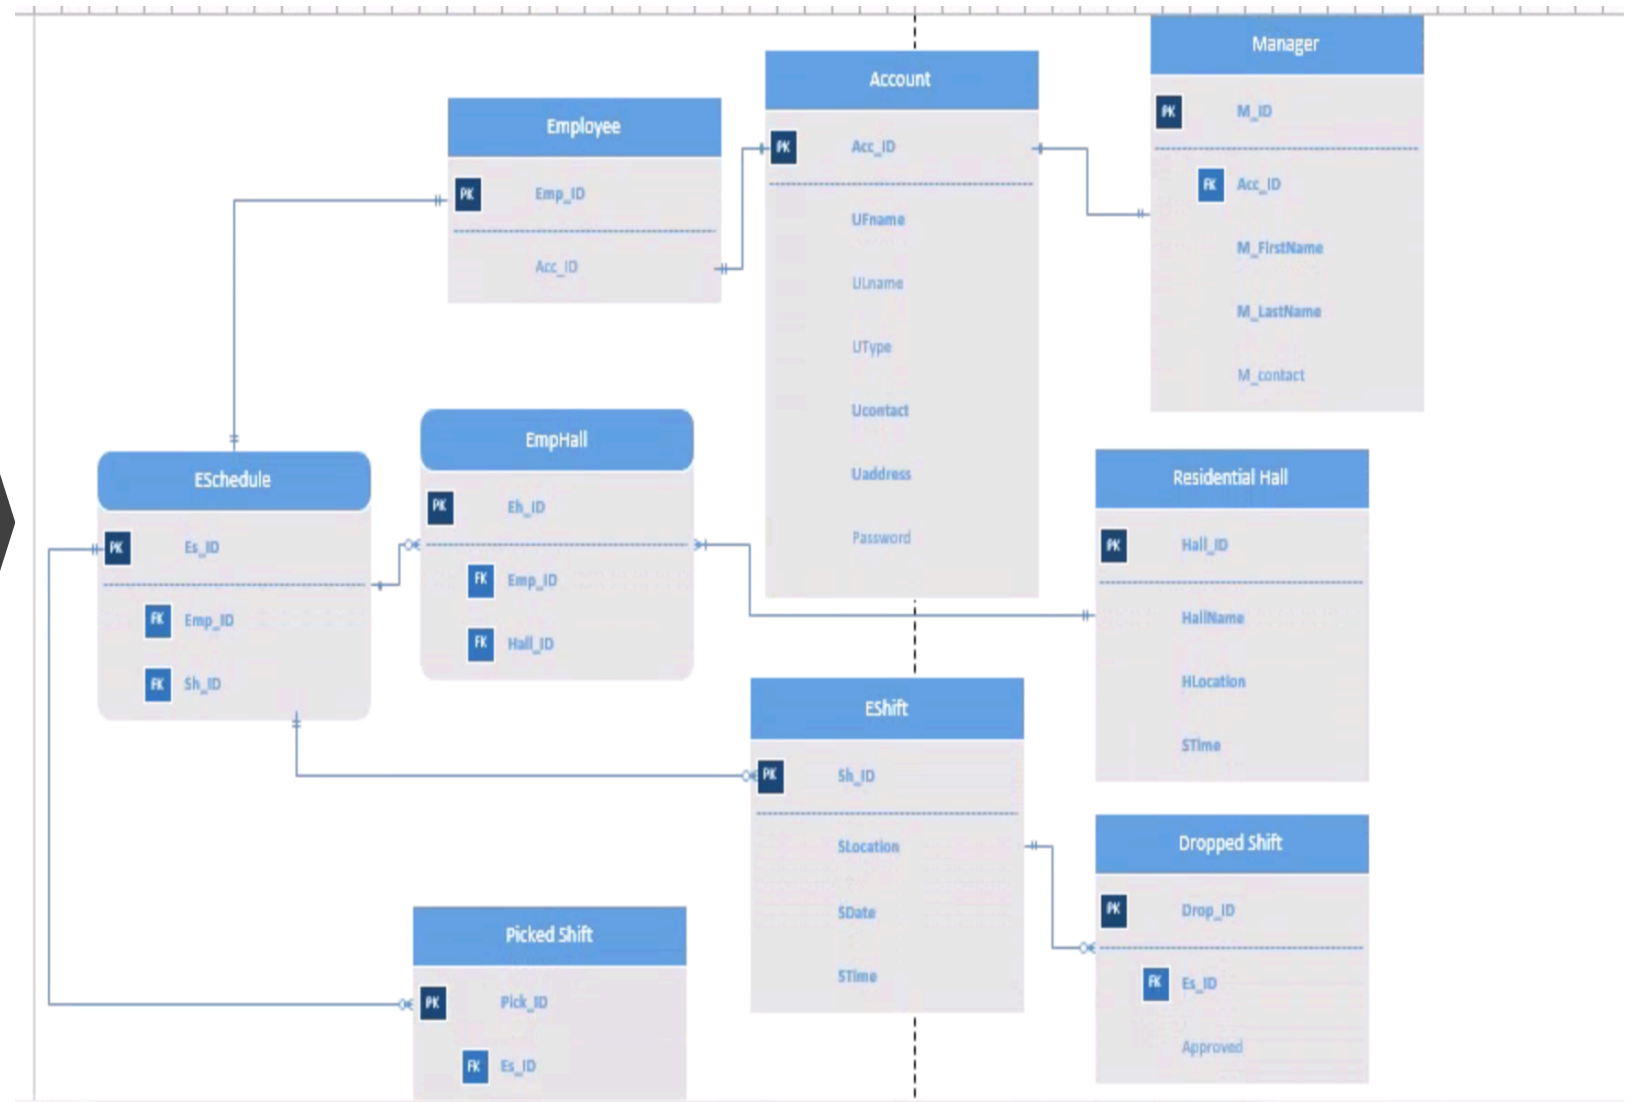 Manager
PK M_ID
FK Acc_ID
M_FirstName
M_LastName
M_contact
Account
PK Acc_ID
UFname
ULname
UType
Ucontact
Uaddress
Password
Employee
PK Emp_ID
Acc_ID
EmpHall
PK Eh_ID
FK Emp_ID
FK Hall_ID
ESchedule
PK Es_ID
FK Emp_ID
FK Sh_ID
Residential Hall
PK Hall_ID
HallName
HLocation
STime
EShift
PK Sh_ID
SLocation
SDate
STime
Dropped Shift
PK Drop_ID
FK Es_ID
Approved
Picked Shift
PK Pick_ID
FK Es_ID